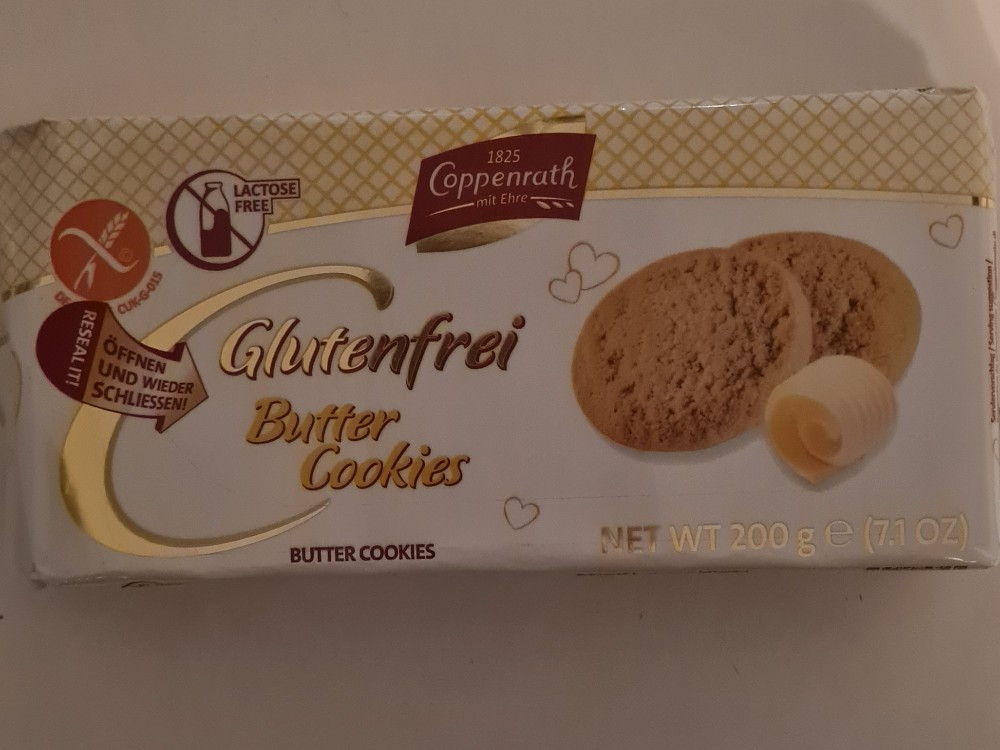 1825
Coppenrath
mit Ehre
LACTOSE
FREE
RESEAL IT!
ÖFFNEN
UND WIEDER
SCHLIESSEN!
Glutenfrei
Butter
Cookies
BUTTER COOKIES
NET WT 200 g e (7.1 OZ)